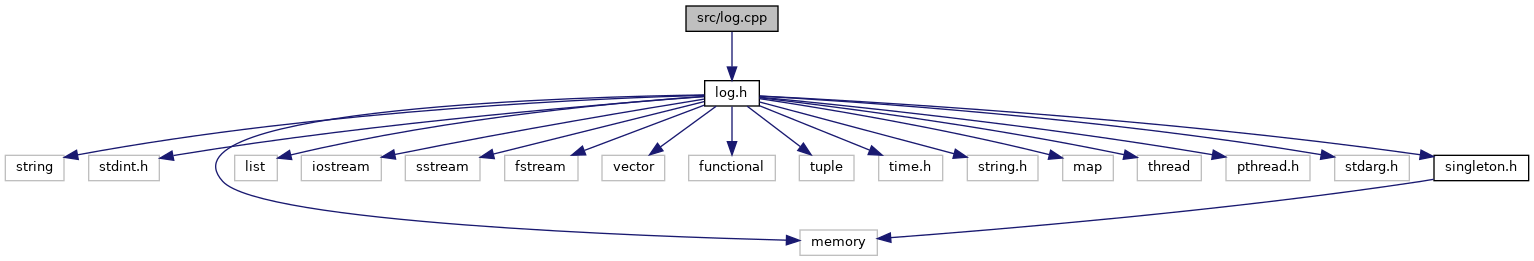 src/log.cpp
log.h
string
stdint.h
list
iostream
sstream
fstream
vector
functional
tuple
time.h
string.h
map
thread
pthread.h
stdarg.h
singleton.h
memory